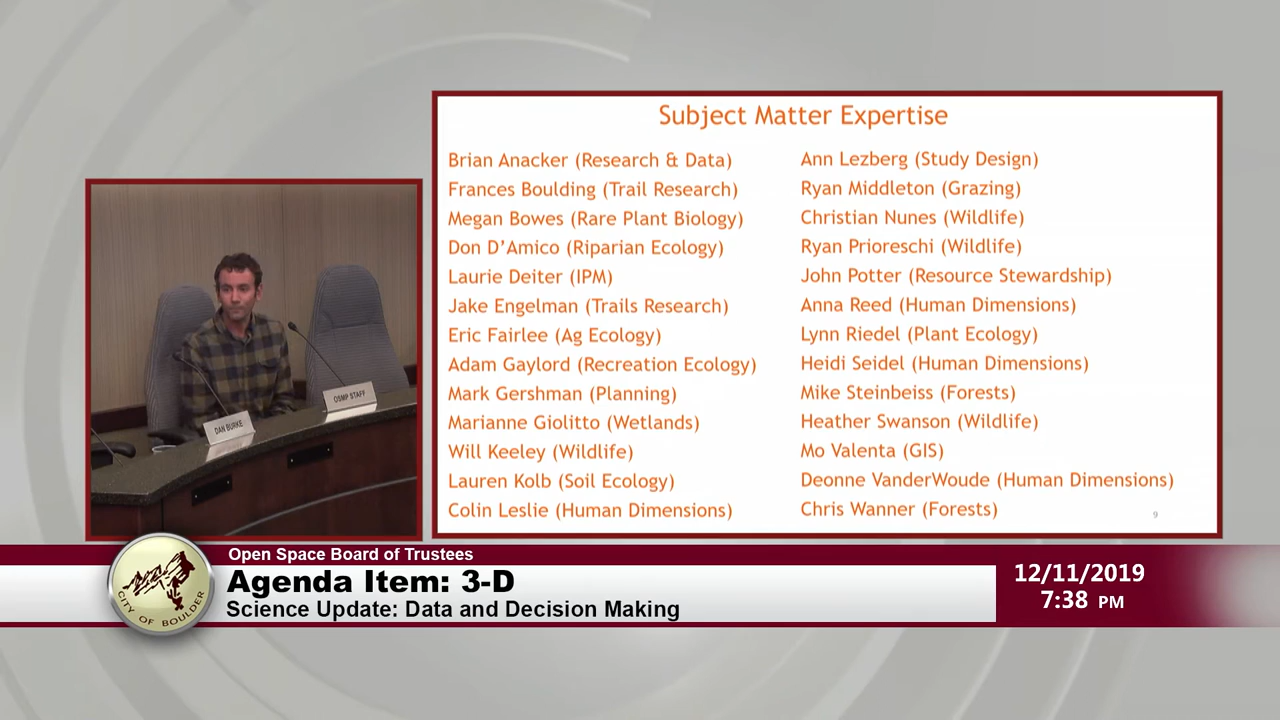 Subject Matter Expertise
Brian Anacker (Research & Data)
Frances Boulding (Trail Research)
Megan Bowes (Rare Plant Biology)
Don D'Amico (Riparian Ecology)
Laurie Deiter (IPM)
Jake Engelman (Trails Research)
Eric Fairlee (Ag Ecology)
Adam Gaylord (Recreation Ecology)
Mark Gershman (Planning)
Marianne Giolitto (Wetlands)
Will Keeley (Wildlife)
Lauren Kolb (Soil Ecology)
Colin Leslie (Human Dimensions)
Ann Lezberg (Study Design)
Ryan Middleton (Grazing)
Christian Nunes (Wildlife)
Ryan Prioreschi (Wildlife)
John Potter (Resource Stewardship)
Anna Reed (Human Dimensions)
Lynn Riedel (Plant Ecology)
Heidi Seidel (Human Dimensions)
Mike Steinbeiss (Forests)
Heather Swanson (Wildlife)
Mo Valenta (GIS)
Deonne VanderWoude (Human Dimensions)
Chris Wanner (Forests)
9
DAN BURKE
OSMP STAFF
Open Space Board of Trustees
Agenda Item: 3-D
Science Update: Data and Decision Making
CITY OF BOULDER
12/11/2019
7:38 PM